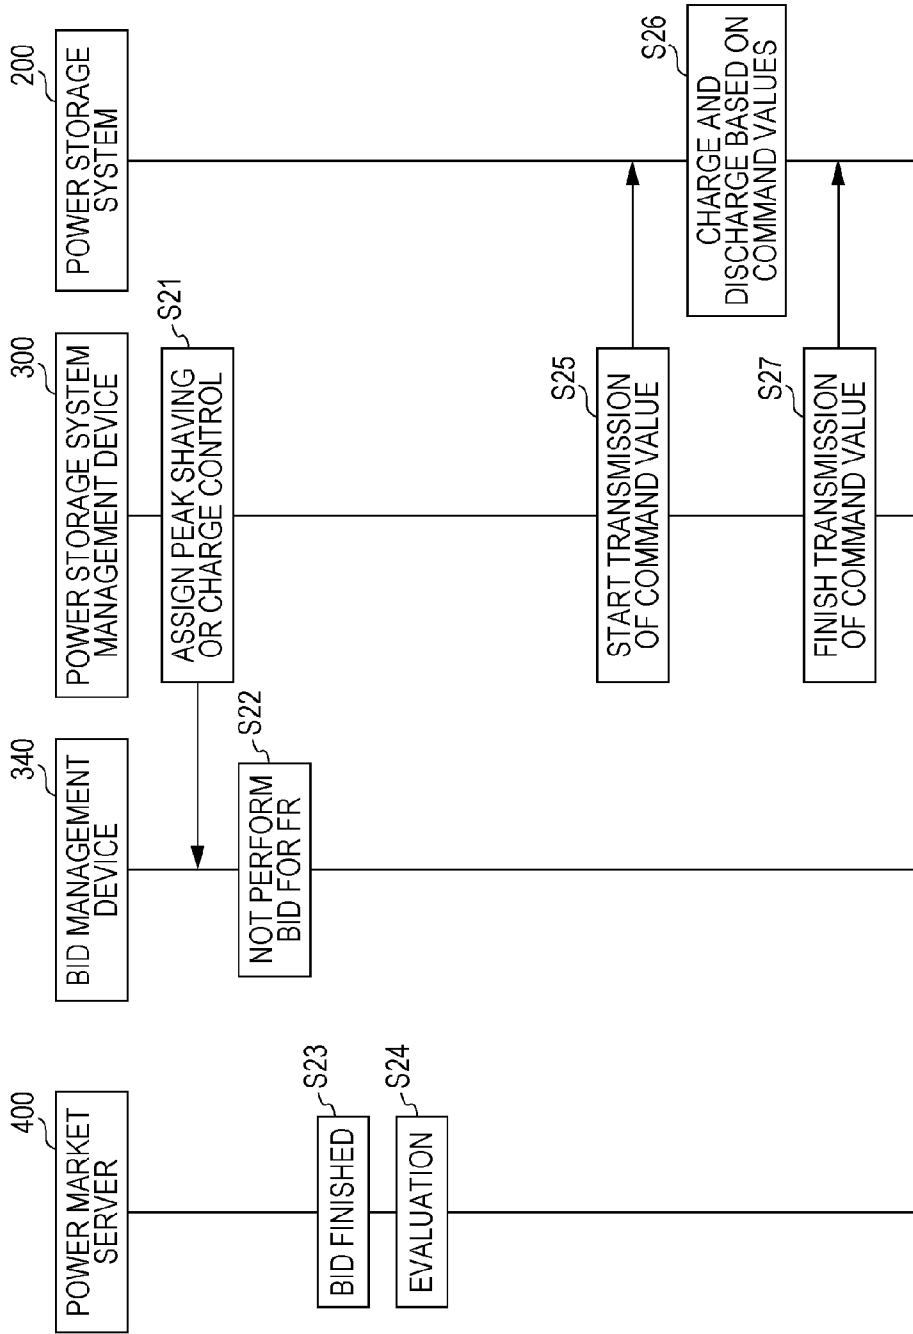 400
POWER MARKET
SERVER
340
BID MANAGEMENT
DEVICE
300
POWER STORAGE SYSTEM
MANAGEMENT DEVICE
200
POWER STORAGE
SYSTEM
S21
ASSIGN PEAK SHAVING
OR CHARGE CONTROL
S22
NOT PERFORM
BID FOR FR
S23
BID FINISHED
S24
EVALUATION
S25
START TRANSMISSION
OF COMMAND VALUE
S26
CHARGE AND
DISCHARGE BASED ON
COMMAND VALUES
S27
FINISH TRANSMISSION
OF COMMAND VALUE